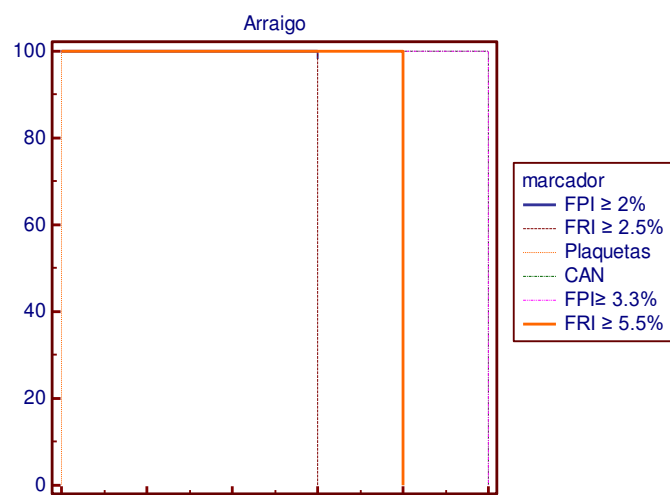 Arraigo
100
80
60
40
20
0
marcador
FPI ≥ 2%
FRI ≥ 2.5%
Plaquetas
CAN
FPI≥ 3.3%
FRI ≥ 5.5%